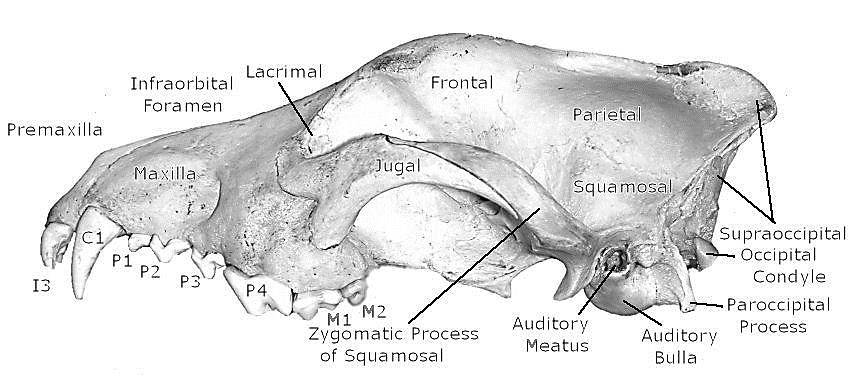 Lacrimal
Infraorbital
Foramen
Frontal
Premaxilla
Parietal
Maxilla
Jugal
Squamosal
C1
Supraoccipital
P1
P2
Occipital
Condyle
I3
P3
P4
M1
M2
Zygomatic Process
of Squamosal
Auditory
Meatus
Auditory
Bulla
Paroccipital
Process